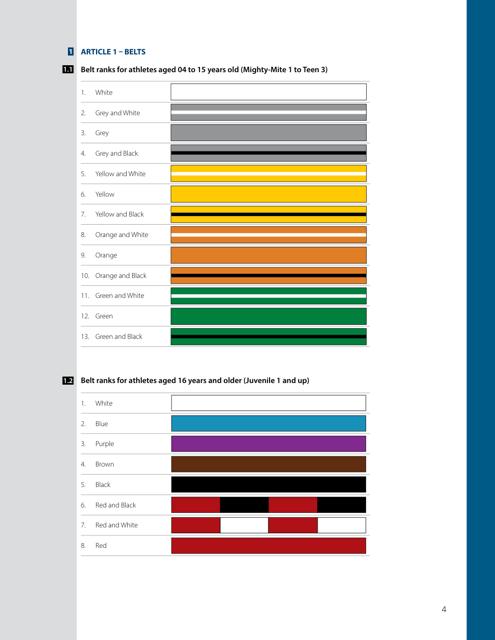 1 ARTICLE 1 – BELTS
1.1 Belt ranks for athletes aged 04 to 15 years old (Mighty-Mite 1 to Teen 3)
1. White
2. Grey and White
3. Grey
4. Grey and Black
5. Yellow and White
6. Yellow
7. Yellow and Black
8. Orange and White
9. Orange
10. Orange and Black
11. Green and White
12. Green
13. Green and Black
1.2 Belt ranks for athletes aged 16 years and older (Juvenile 1 and up)
1. White
2. Blue
3. Purple
4. Brown
5. Black
6. Red and Black
7. Red and White
8. Red
4